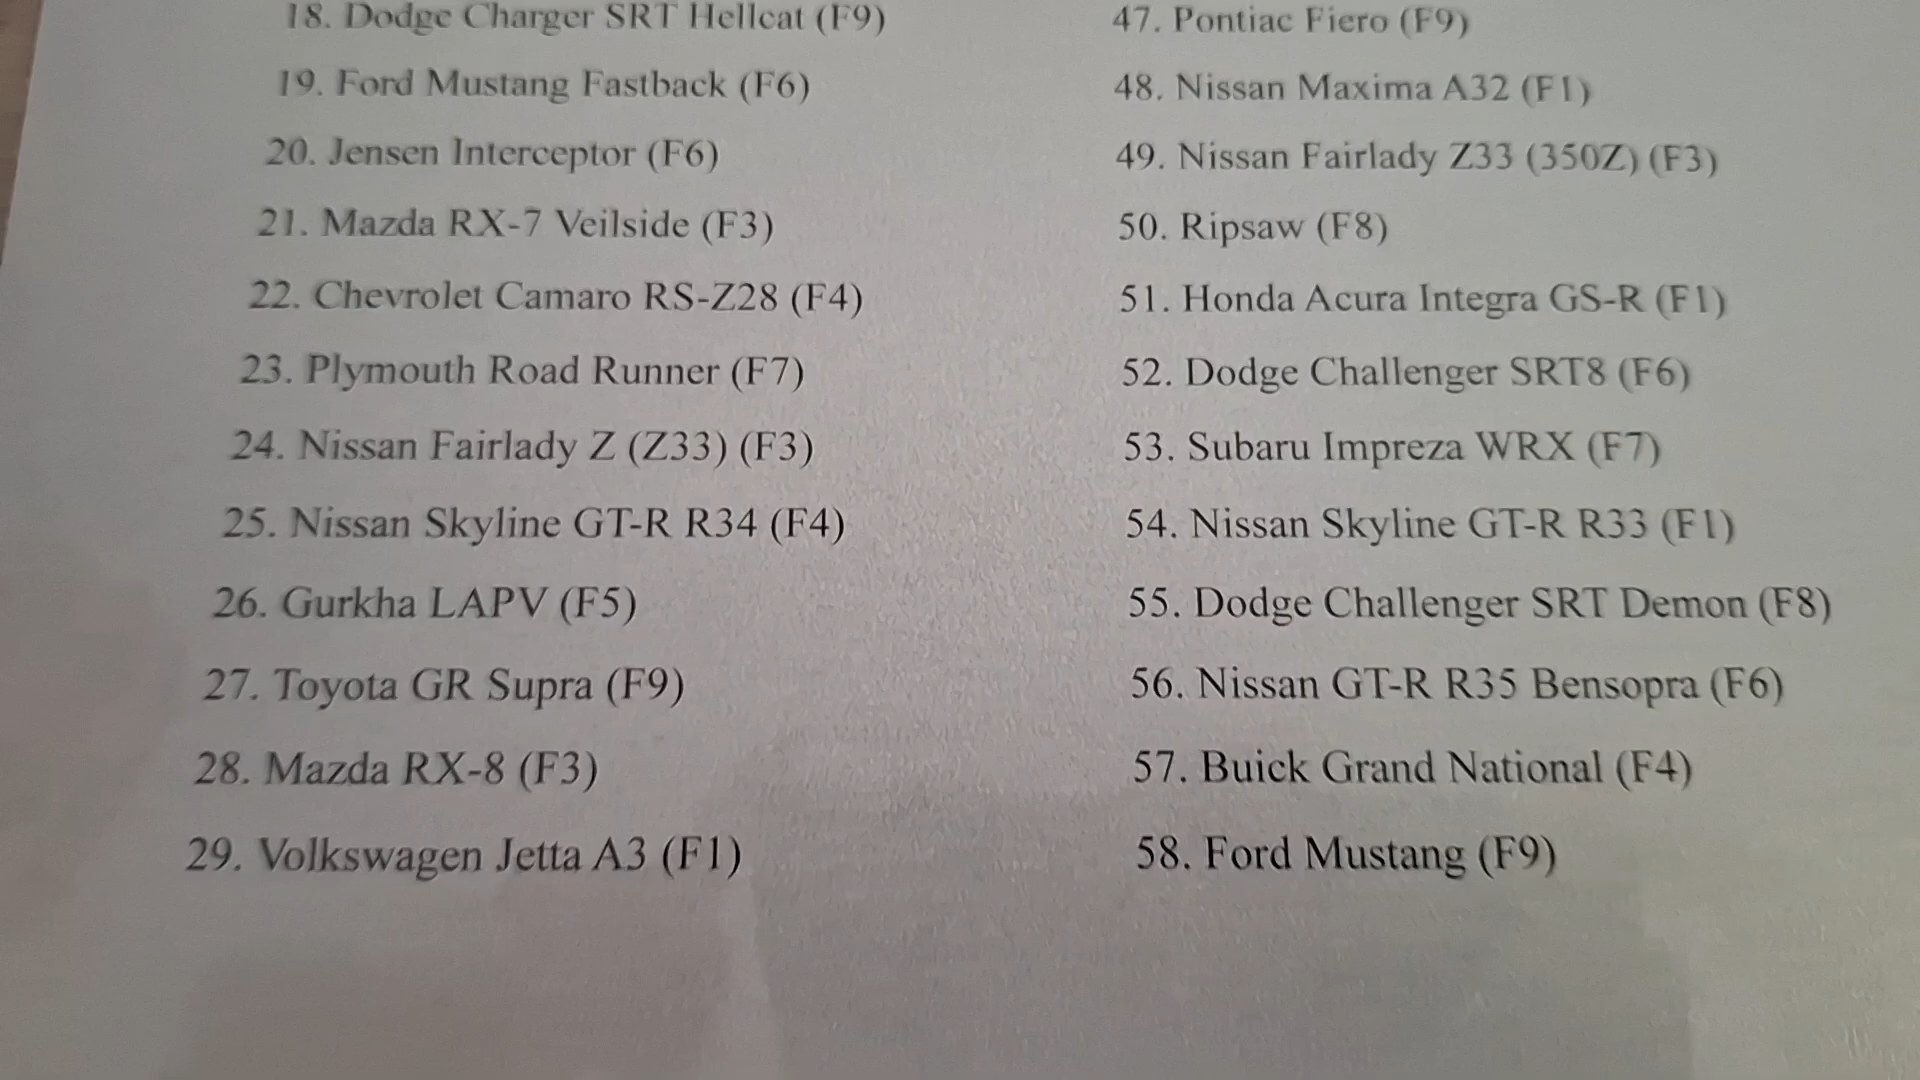 18. Dodge Charger SRT Hellcat (F9)
19. Ford Mustang Fastback (F6)
20. Jensen Interceptor (F6)
21. Mazda RX-7 Veilside (F3)
22. Chevrolet Camaro RS-Z28 (F4)
23. Plymouth Road Runner (F7)
24. Nissan Fairlady Z (Z33) (F3)
25. Nissan Skyline GT-R R34 (F4)
26. Gurkha LAPV (F5)
27. Toyota GR Supra (F9)
28. Mazda RX-8 (F3)
29. Volkswagen Jetta A3 (F1)
47. Pontiac Fiero (F9)
48. Nissan Maxima A32 (F1)
49. Nissan Fairlady Z33 (350Z) (F3)
50. Ripsaw (F8)
51. Honda Acura Integra GS-R (F1)
52. Dodge Challenger SRT8 (F6)
53. Subaru Impreza WRX (F7)
54. Nissan Skyline GT-R R33 (F1)
55. Dodge Challenger SRT Demon (F8)
56. Nissan GT-R R35 Bensopra (F6)
57. Buick Grand National (F4)
58. Ford Mustang (F9)